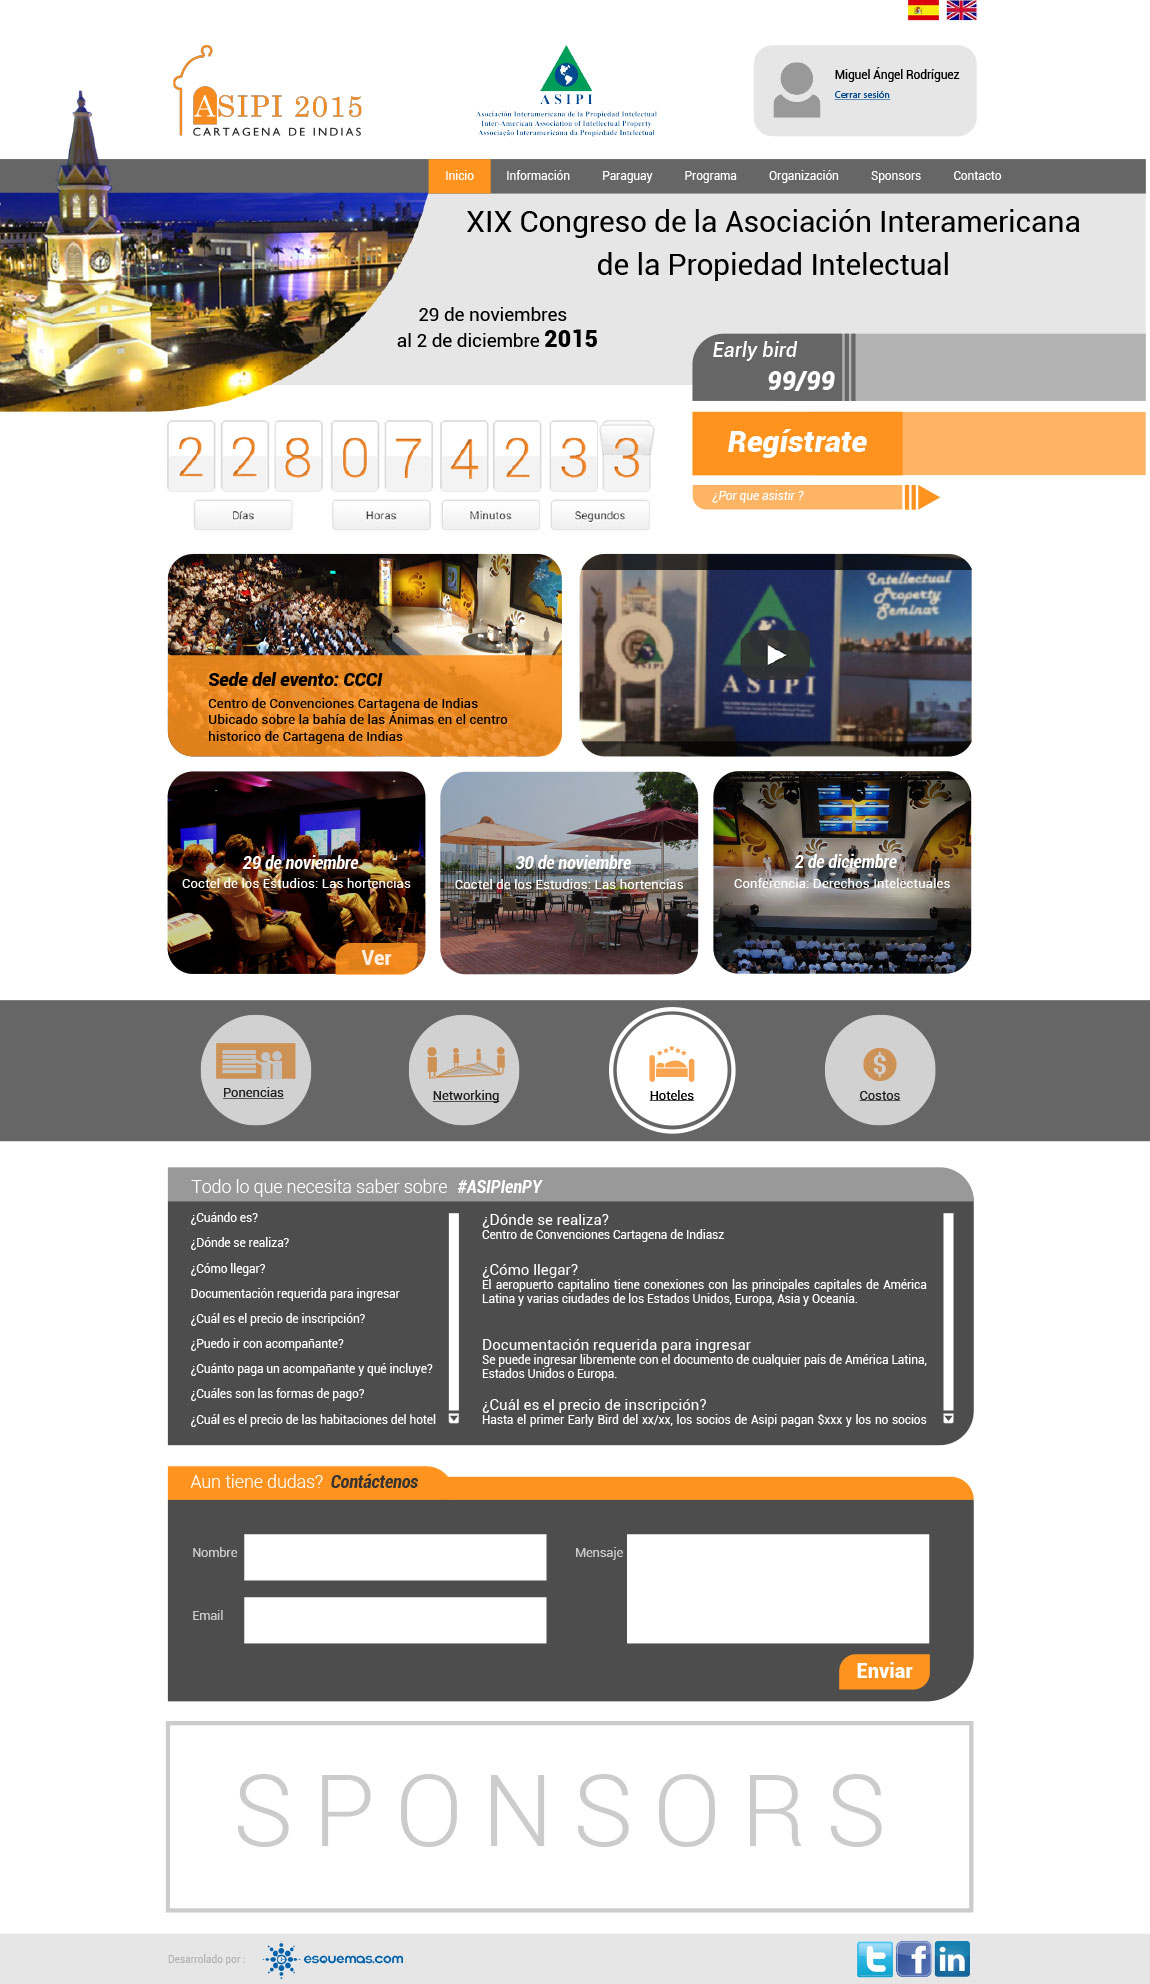 ASIPI 2015
CARTAGENA DE INDIAS
ASIPI
Asociación Interamericana de la Propiedad Intelectual
Inter-American Association of Intellectual Property
Associação Interamericana da Propiedade Intelectual
Miguel Ángel Rodríguez
Cerrar sesión
Inicio Información Paraguay Programa Organización Sponsors Contacto
XIX Congreso de la Asociación Interamericana
de la Propiedad Intelectual
29 de noviembres
al 2 de diciembre 2015
Early bird
99/99
Regístrate
¿Por que asistir ?
2 2 8 0 7 4 2 3 3
Días Horas Minutos Segundos
Sede del evento: CCCI
Centro de Convenciones Cartagena de Indias
Ubicado sobre la bahía de las Ánimas en el centro
historico de Cartagena de Indias
Intellectual
Property
Seminar
ASIPI
ASIPI
29 de noviembre
Coctel de los Estudios: Las hortencias
Ver
30 de noviembre
Coctel de los Estudios: Las hortencias
2 de diciembre
Conferencia: Derechos Intelectuales
Ponencias
Networking
Hoteles
$
Costos
Todo lo que necesita saber sobre #ASIPIenPY
¿Cuándo es?
¿Dónde se realiza?
¿Cómo llegar?
Documentación requerida para ingresar
¿Cuál es el precio de inscripción?
¿Puedo ir con acompañante?
¿Cuánto paga un acompañante y qué incluye?
¿Cuáles son las formas de pago?
¿Cuál es el precio de las habitaciones del hotel
¿Dónde se realiza?
Centro de Convenciones Cartagena de Indiasz
¿Cómo llegar?
El aeropuerto capitalino tiene conexiones con las principales capitales de América
Latina y varias ciudades de los Estados Unidos, Europa, Asia y Oceanía.
Documentación requerida para ingresar
Se puede ingresar libremente con el documento de cualquier país de América Latina,
Estados Unidos o Europa.
¿Cuál es el precio de inscripción?
Hasta el primer Early Bird del xx/xx, los socios de Asipi pagan $xxx y los no socios
Aun tiene dudas? Contáctenos
Nombre
Email
Mensaje
Enviar
SPONSORS
Desarrolado por :
esquemas.com